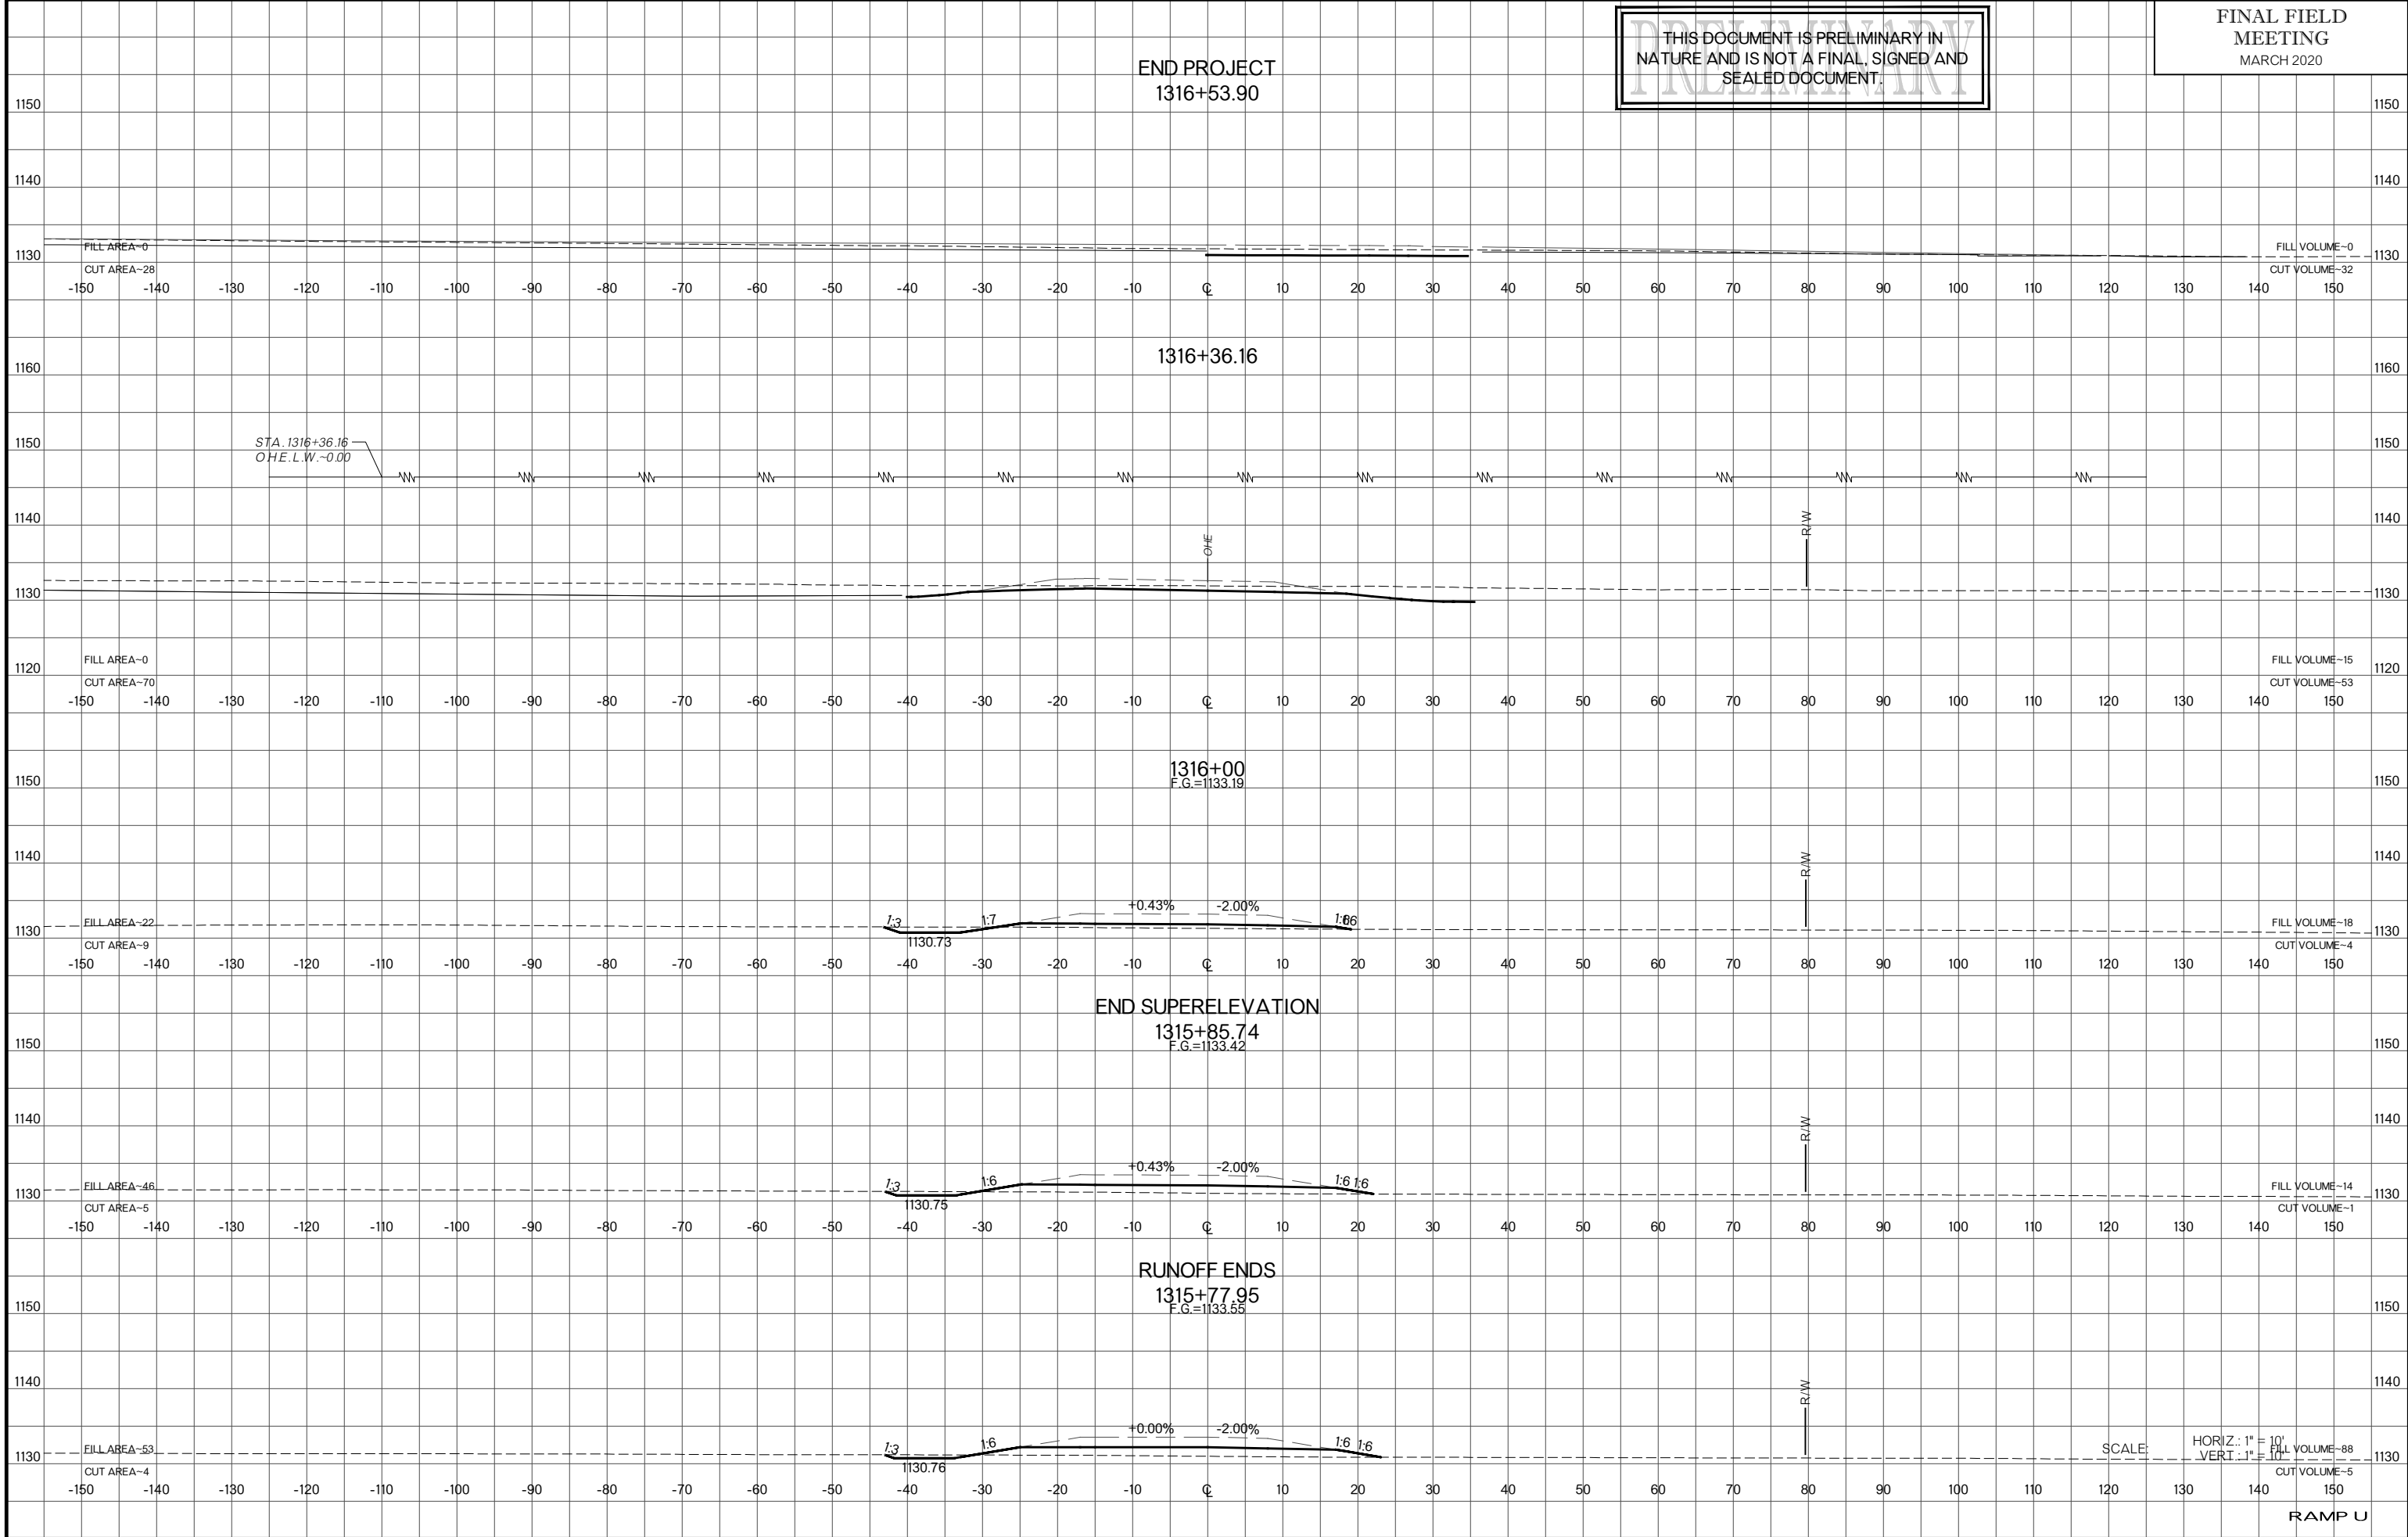 PRELIMINARY
THIS DOCUMENT IS PRELIMINARY IN
NATURE AND IS NOT A FINAL, SIGNED AND
SEALED DOCUMENT.
FINAL FIELD
MEETING
MARCH 2020
END PROJECT
1316+53.90
1150 1150
1140 1140
FILL AREA~0 FILL VOLUME~0
1130 1130
CUT AREA~28 CUT VOLUME~32
-150 -140 -130 -120 -110 -100 -90 -80 -70 -60 -50 -40 -30 -20 -10 CL 10 20 30 40 50 60 70 80 90 100 110 120 130 140 150
1316+36.16
1160 1160
1150 1150
STA. 1316+36.16
OHE. L.W.~0.00
1140 1140
OHE
R/W
1130 1130
FILL AREA~0 FILL VOLUME~15
1120 1120
CUT AREA~70 CUT VOLUME~53
-150 -140 -130 -120 -110 -100 -90 -80 -70 -60 -50 -40 -30 -20 -10 CL 10 20 30 40 50 60 70 80 90 100 110 120 130 140 150
1316+00
F.G.=1133.19
1150 1150
1140 1140
R/W
+0.43% -2.00%
FILL AREA~22 1:3 1:7 FILL VOLUME~18
1130 1130
1130.73
CUT AREA~9 CUT VOLUME~4
-150 -140 -130 -120 -110 -100 -90 -80 -70 -60 -50 -40 -30 -20 -10 CL 10 20 30 40 50 60 70 80 90 100 110 120 130 140 150
END SUPERELEVATION
1315+85.74
F.G.=1133.42
1150 1150
1140 1140
R/W
+0.43% -2.00%
FILL AREA~46 1:3 1:6 1:6 1:6 FILL VOLUME~14
1130 1130
1130.75
CUT AREA~5 CUT VOLUME~1
-150 -140 -130 -120 -110 -100 -90 -80 -70 -60 -50 -40 -30 -20 -10 CL 10 20 30 40 50 60 70 80 90 100 110 120 130 140 150
RUNOFF ENDS
1315+77.95
F.G.=1133.55
1150 1150
1140 1140
R/W
+0.00% -2.00%
FILL AREA~53 1:3 1:6 1:6 1:6 SCALE: HORIZ.: 1" = 10' FILL VOLUME~88
VERT.: 1" = 10'
1130 1130
1130.76
CUT AREA~4 CUT VOLUME~5
-150 -140 -130 -120 -110 -100 -90 -80 -70 -60 -50 -40 -30 -20 -10 CL 10 20 30 40 50 60 70 80 90 100 110 120 130 140 150
RAMP U